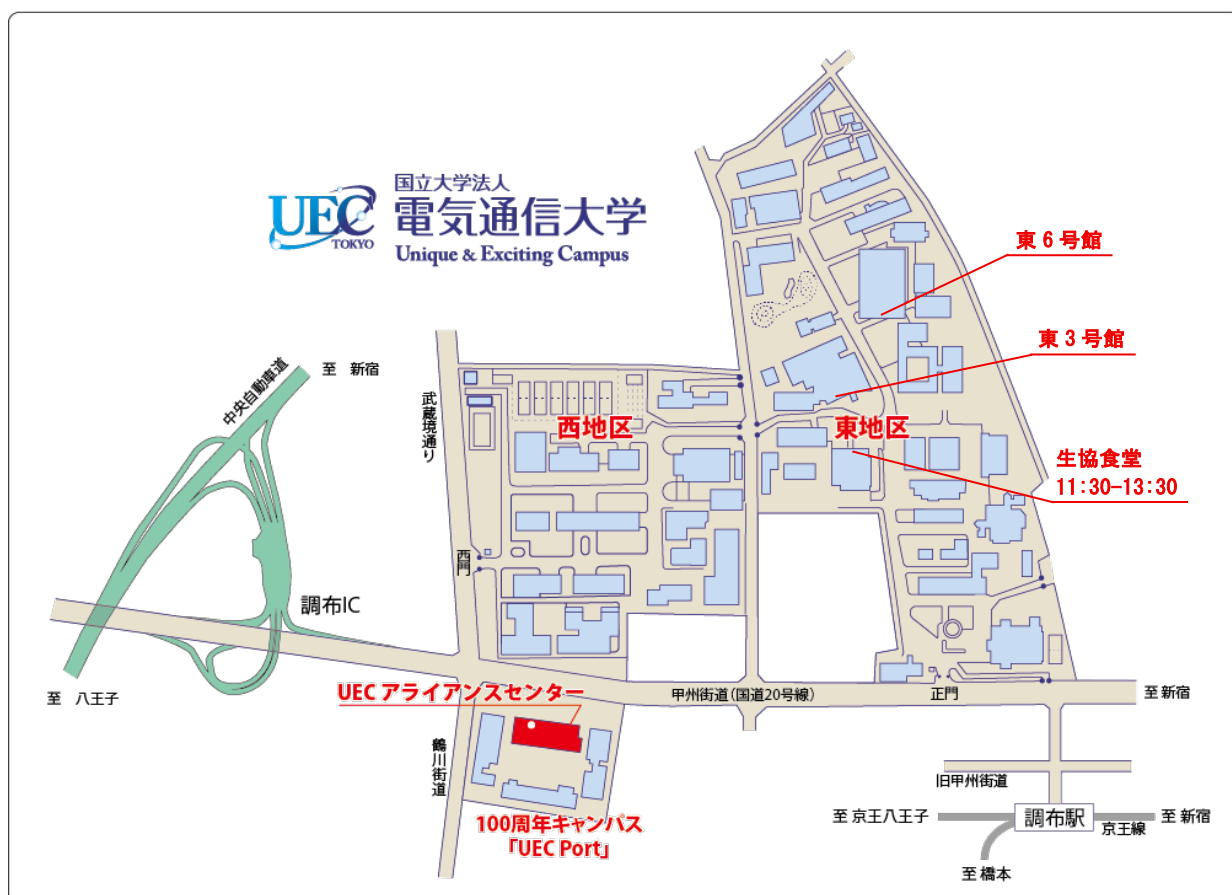 UEC
TOKYO
国立大学法人
電気通信大学
Unique & Exciting Campus
東6号館
東3号館
生協食堂
11:30-13:30
中央自動車道
至 新宿
武蔵境通り
西地区
東地区
西門
調布IC
至 八王子
UEC アライアンスセンター
甲州街道(国道20号線)
正門
至 新宿
鶴川街道
100周年キャンパス
「UEC Port」
旧甲州街道
至 京王八王子
調布駅
京王線
至 新宿
至 橋本